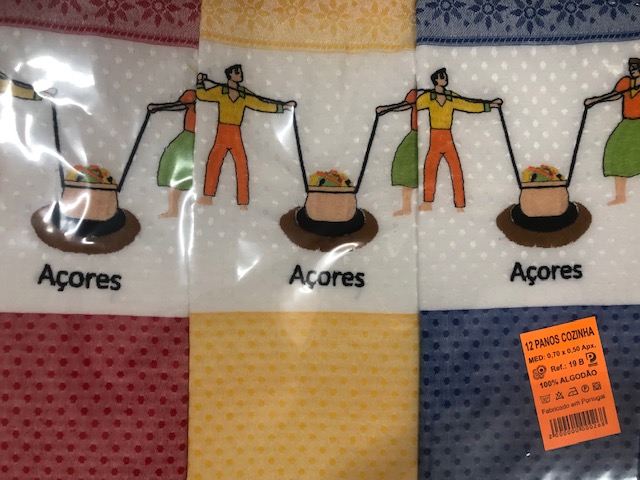 Açores
Açores
Açores
12 PANOS COZINHA
MED: 0,70 x 0,50 Apx.
Ref.: 19 B P
100% ALGODÃO
Fabricado em Portugal